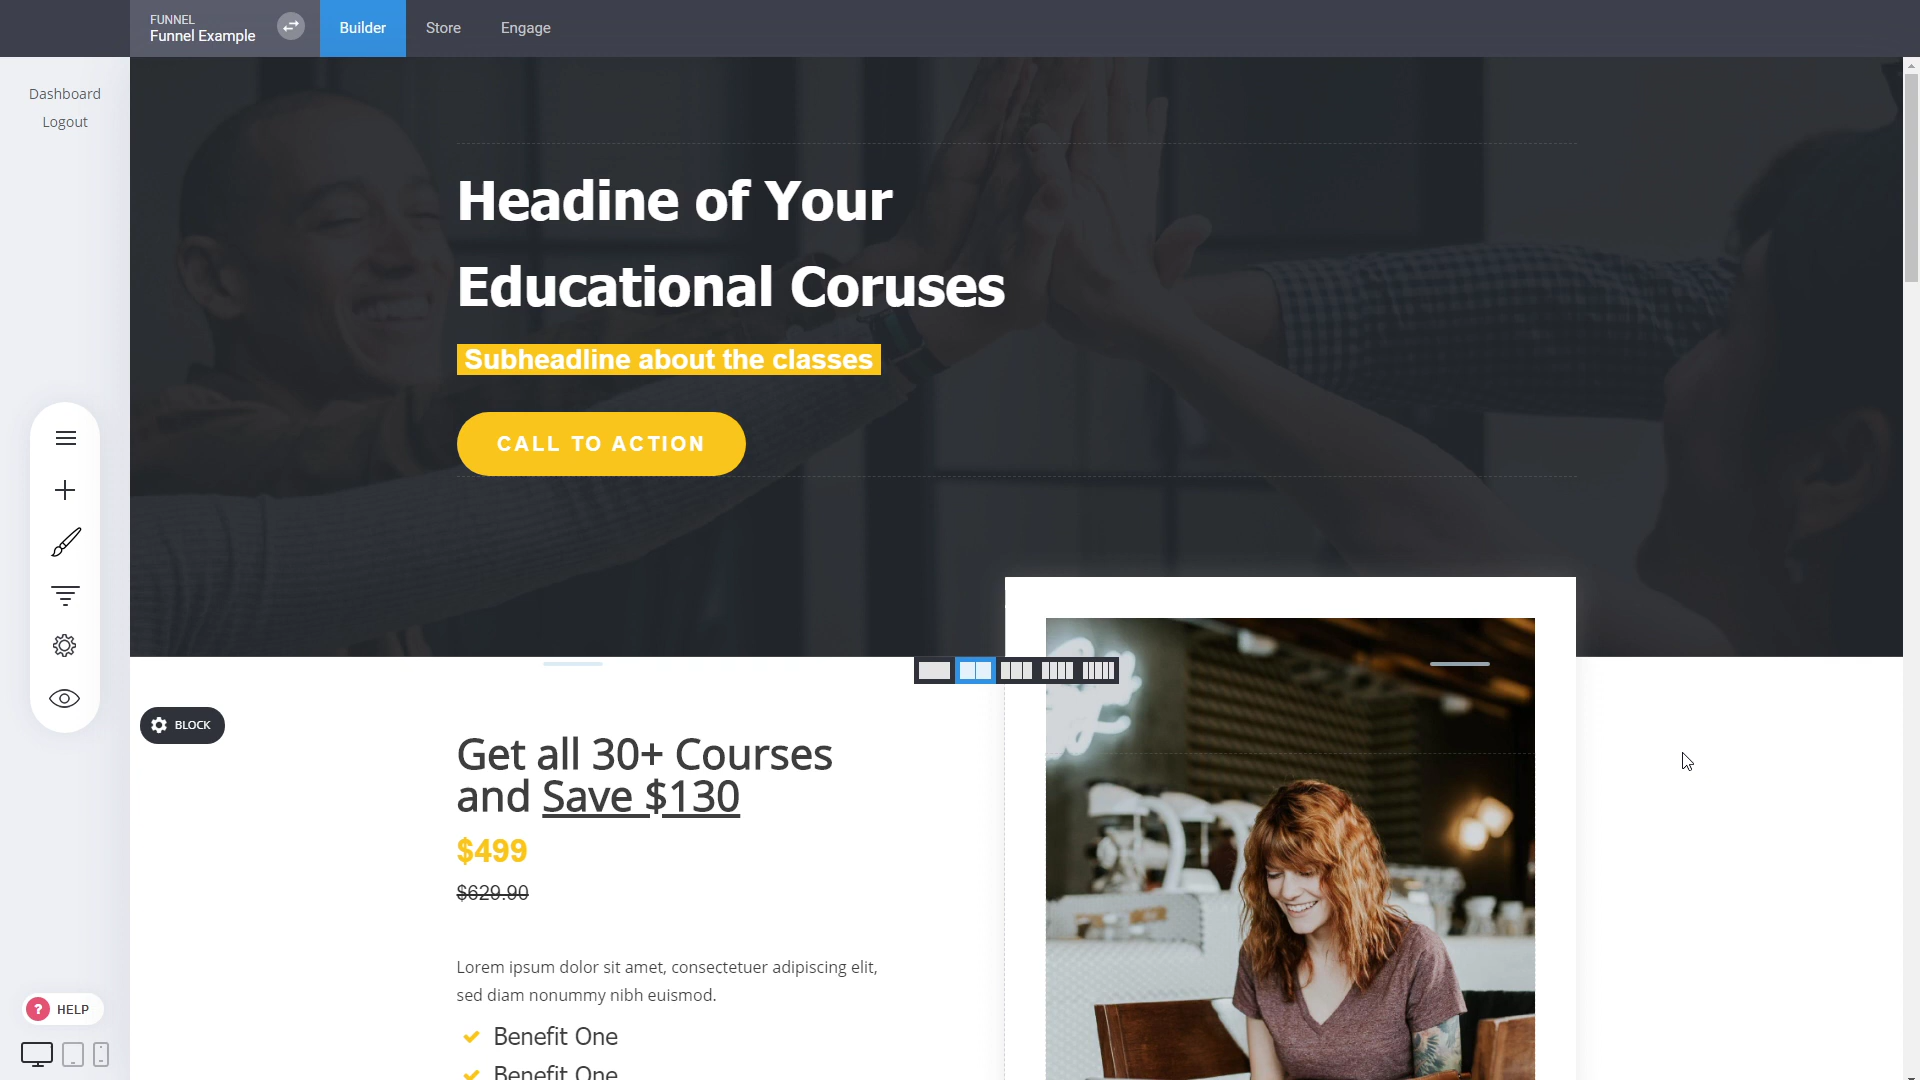 FUNNEL
Funnel Example
Builder
Store
Engage
Dashboard
Logout
Headine of Your
Educational Coruses
Subheadline about the classes
CALL TO ACTION
BLOCK
Get all 30+ Courses
and Save $130
$499
$629.90
Lorem ipsum dolor sit amet, consectetuer adipiscing elit,
sed diam nonummy nibh euismod.
Benefit One
Benefit One
? HELP